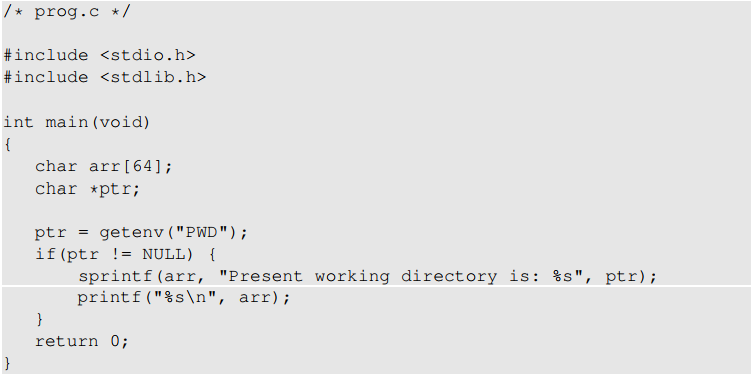 /* prog.c */
#include <stdio.h>
#include <stdlib.h>
int main(void)
{
char arr[64];
char *ptr;
ptr = getenv("PWD");
if(ptr != NULL) {
sprintf(arr, "Present working directory is: %s", ptr);
printf("%s\n", arr);
}
return 0;
}